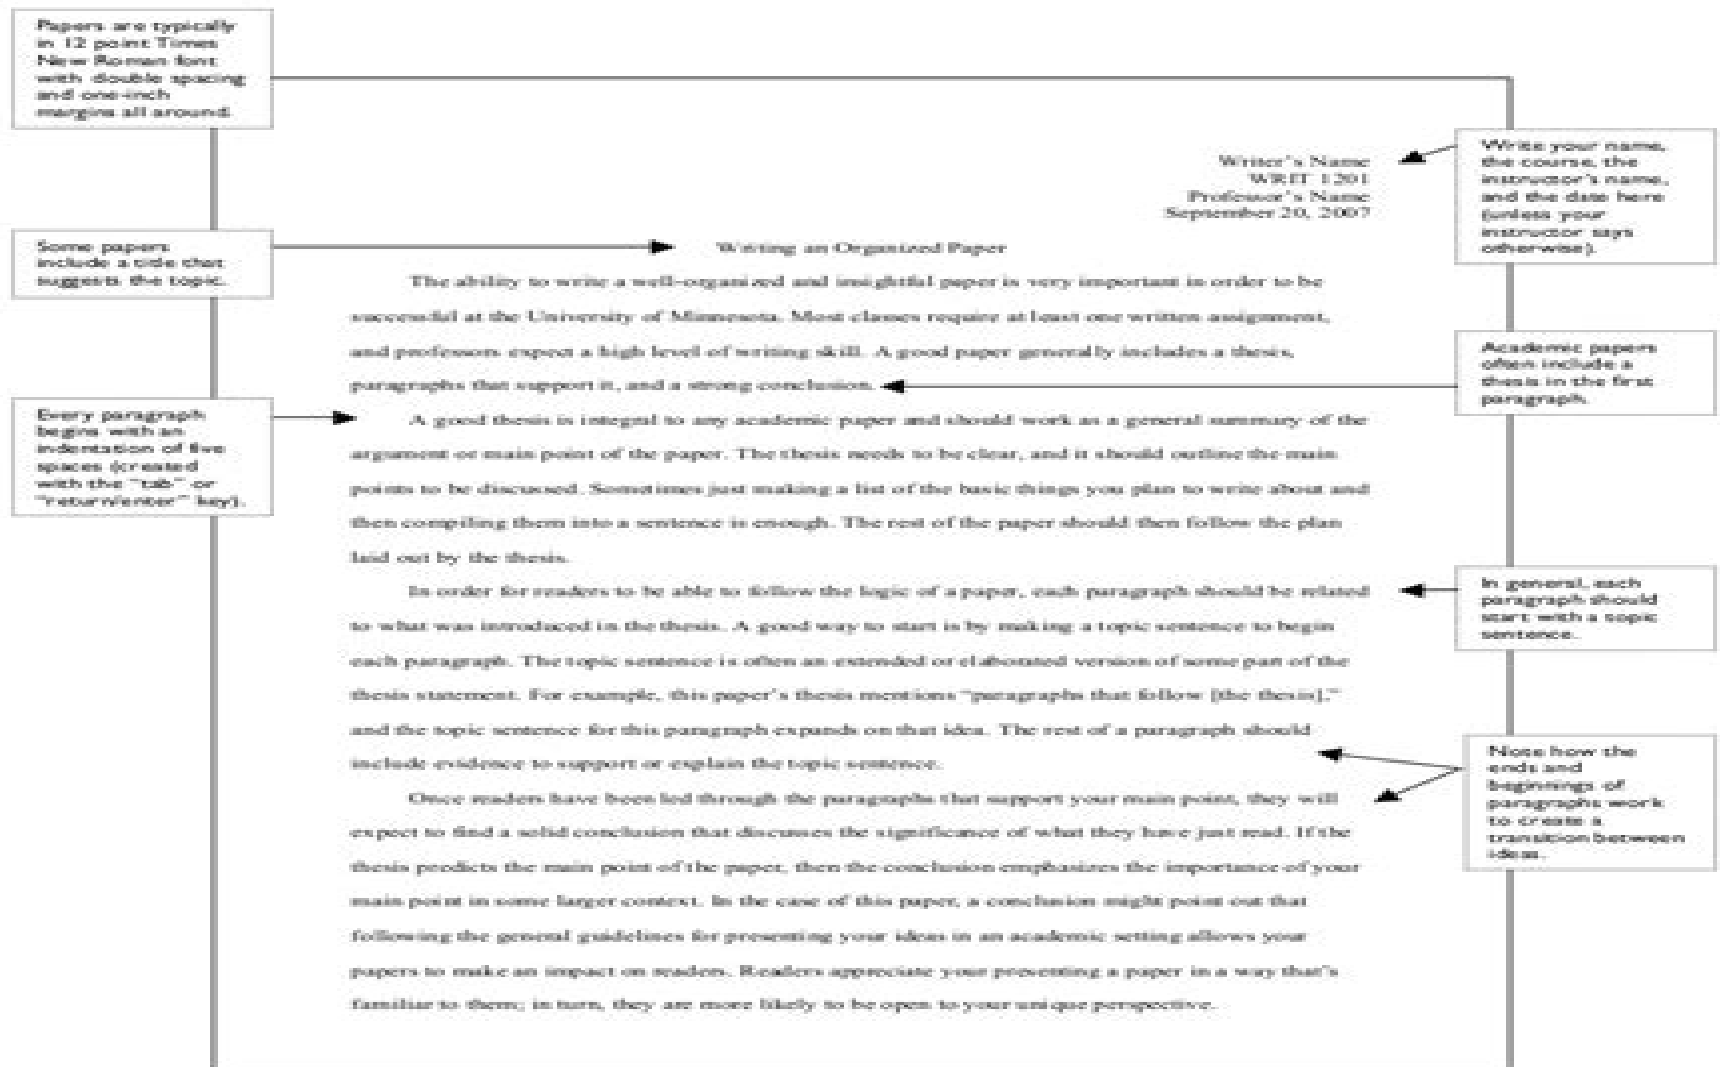 Papers are typically
in 12 point Times
New Roman font
with double spacing
and one-inch
margins all around.
Writer's Name
WRIT 1201
Professor's Name
September 20, 2007
Write your name,
the course, the
instructor's name,
and the date here
(unless your
instructor says
otherwise).
Some papers
include a title that
suggests the topic.
Writing an Organized Paper
The ability to write a well-organized and insightful paper is very important in order to be
successful at the University of Minnesota. Most classes require at least one written assignment,
and professors expect a high level of writing skill. A good paper generally includes a thesis,
paragraphs that support it, and a strong conclusion.
Academic papers
often include a
thesis in the first
paragraph.
Every paragraph
begins with an
indentation of five
spaces (created
with the "tab" or
"return/enter" key).
A good thesis is integral to any academic paper and should work as a general summary of the
argument or main point of the paper. The thesis needs to be clear, and it should outline the main
points to be discussed. Sometimes just making a list of the basic things you plan to write about and
then compiling them into a sentence is enough. The rest of the paper should then follow the plan
laid out by the thesis.
In order for readers to be able to follow the logic of a paper, each paragraph should be related
to what was introduced in the thesis. A good way to start is by making a topic sentence to begin
each paragraph. The topic sentence is often an extended or elaborated version of some part of the
thesis statement. For example, this paper's thesis mentions "paragraphs that follow [the thesis],"
and the topic sentence for this paragraph expands on that idea. The rest of a paragraph should
include evidence to support or explain the topic sentence.
In general, each
paragraph should
start with a topic
sentence.
Note how the
ends and
beginnings of
paragraphs work
to create a
transition between
ideas.
Once readers have been led through the paragraphs that support your main point, they will
expect to find a solid conclusion that discusses the significance of what they have just read. If the
thesis predicts the main point of the paper, then the conclusion emphasizes the importance of your
main point in some larger context. In the case of this paper, a conclusion might point out that
following the general guidelines for presenting your ideas in an academic setting allows your
papers to make an impact on readers. Readers appreciate your presenting a paper in a way that's
familiar to them; in turn, they are more likely to be open to your unique perspective.